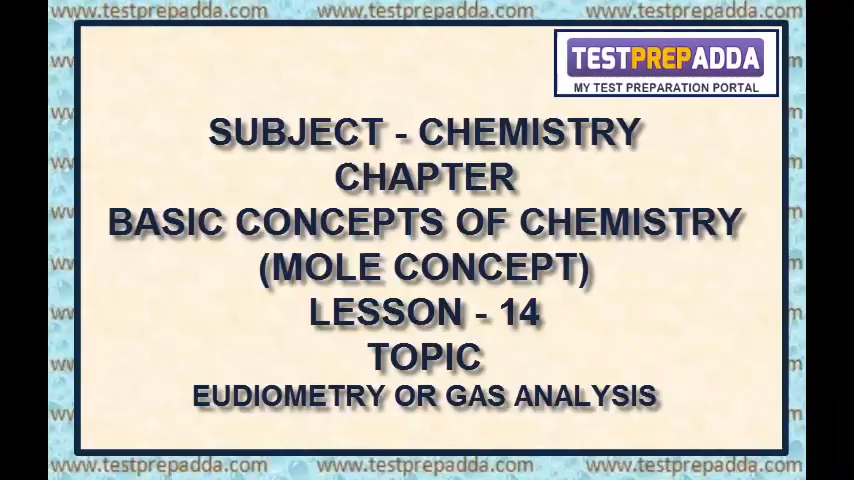 www.testprepadda.com www.testprepadda.com www.testprepadda.com
TESTPREPADDA
MY TEST PREPARATION PORTAL
SUBJECT - CHEMISTRY
CHAPTER
BASIC CONCEPTS OF CHEMISTRY
(MOLE CONCEPT)
LESSON - 14
TOPIC
EUDIOMETRY OR GAS ANALYSIS
www.testprepadda.com www.testprepadda.com www.testprepadda.com